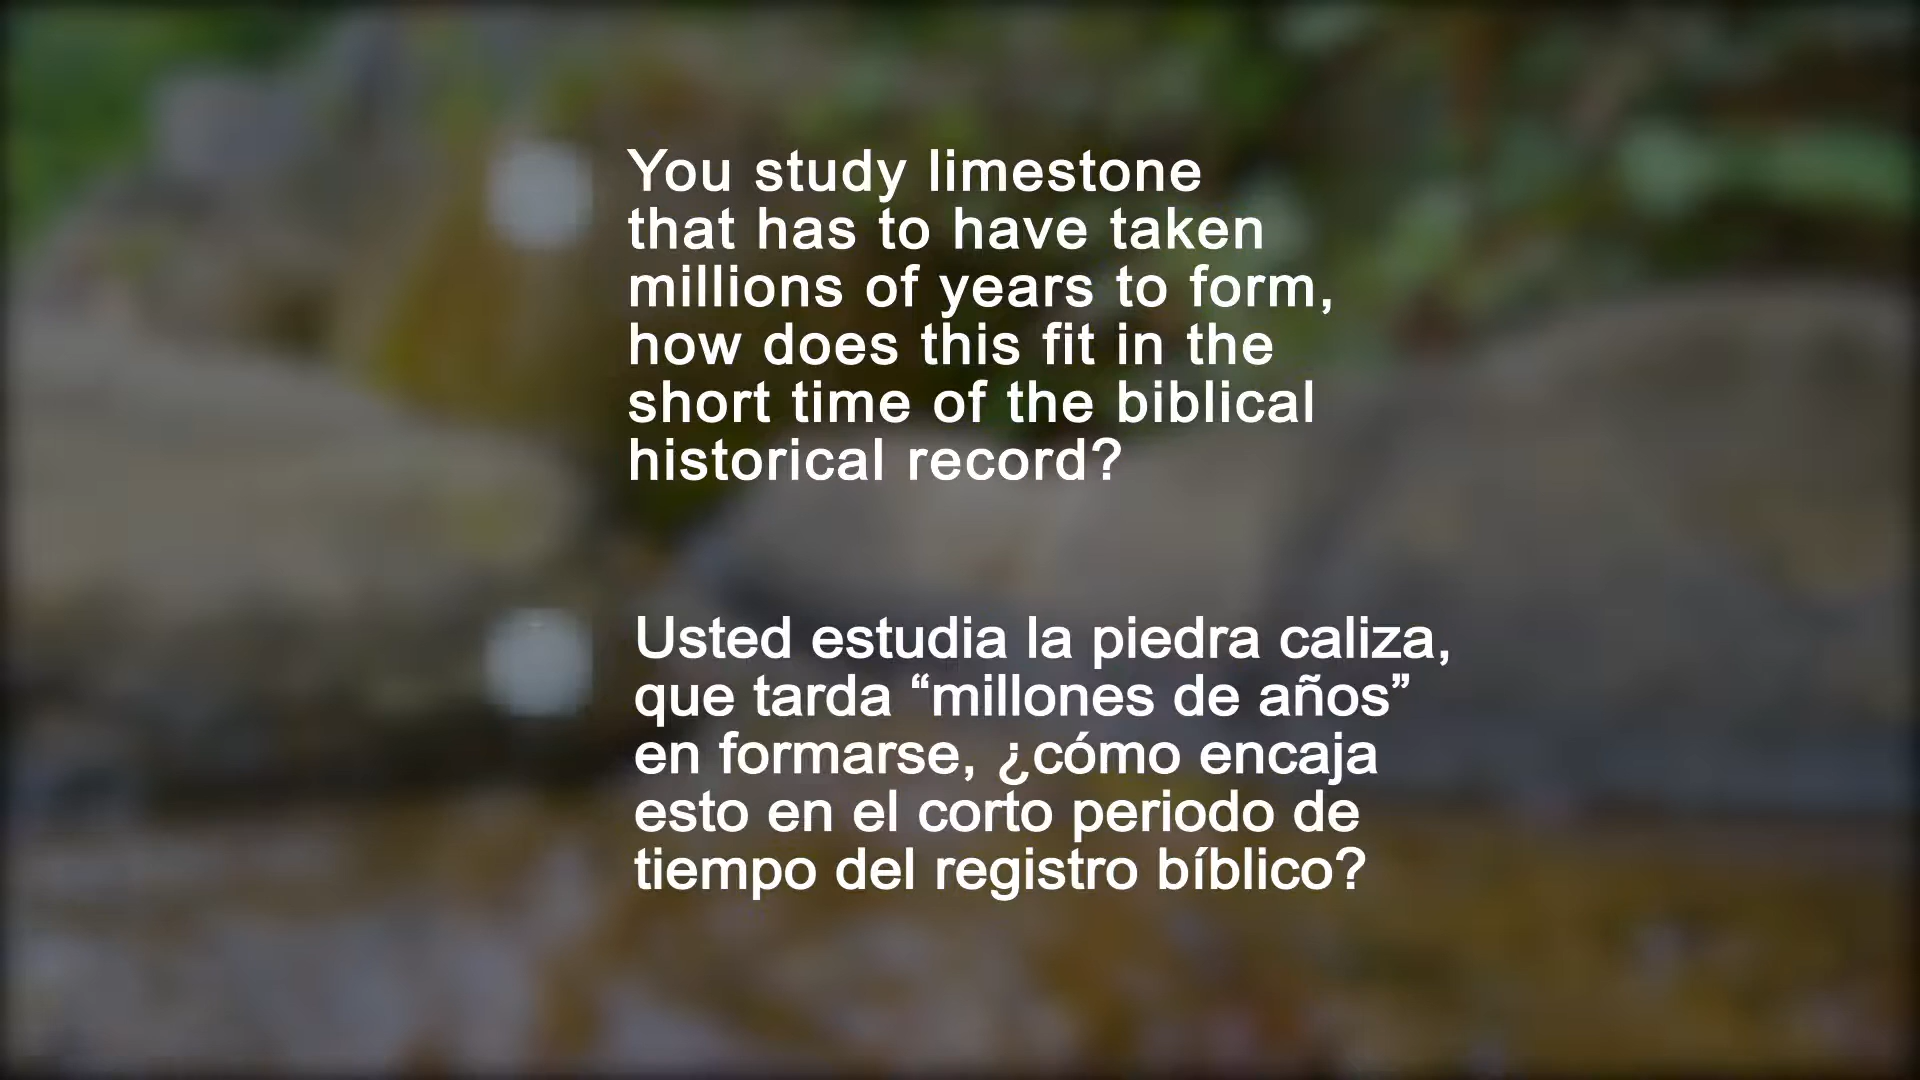 You study limestone
that has to have taken
millions of years to form,
how does this fit in the
short time of the biblical
historical record?
Usted estudia la piedra caliza,
que tarda “millones de años”
en formarse, ¿cómo encaja
esto en el corto periodo de
tiempo del registro bíblico?